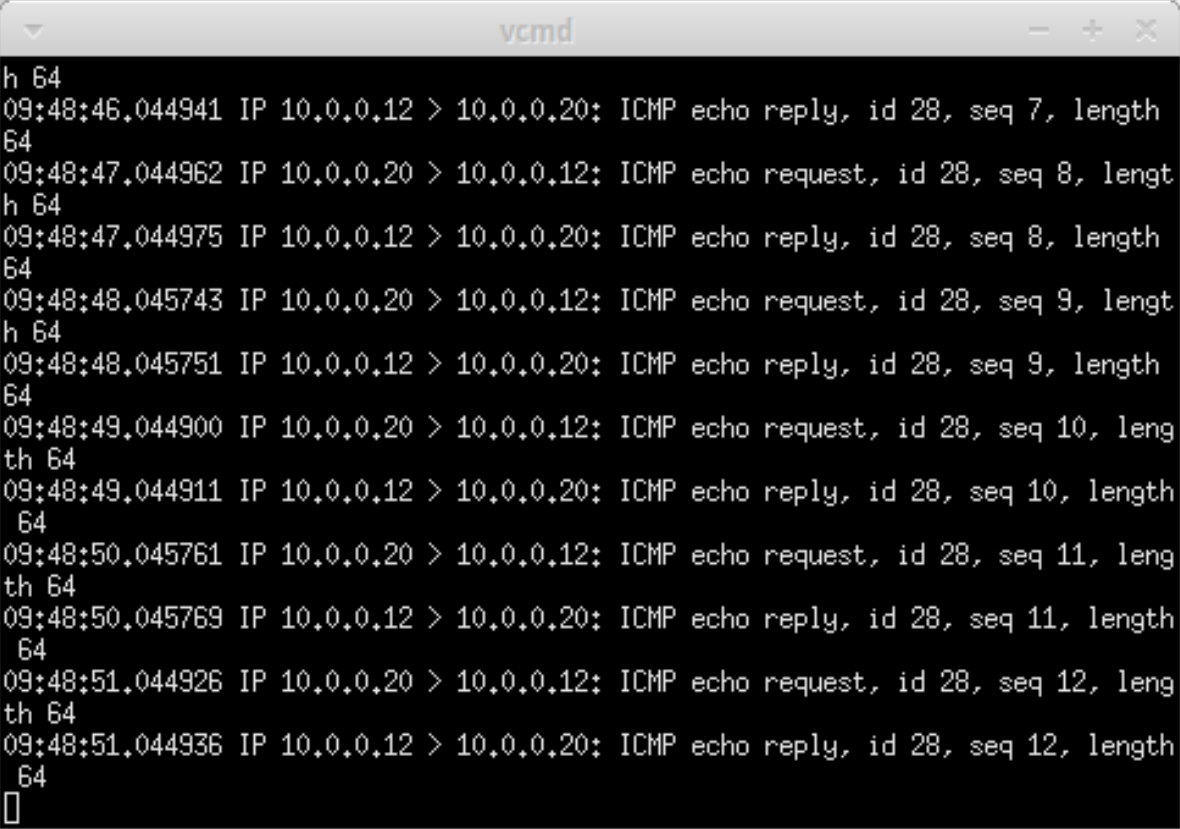 vcmd
h 64
09:48:46.044941 IP 10.0.0.12 > 10.0.0.20: ICMP echo reply, id 28, seq 7, length
64
09:48:47.044962 IP 10.0.0.20 > 10.0.0.12: ICMP echo request, id 28, seq 8, lengt
h 64
09:48:47.044975 IP 10.0.0.12 > 10.0.0.20: ICMP echo reply, id 28, seq 8, length
64
09:48:48.045743 IP 10.0.0.20 > 10.0.0.12: ICMP echo request, id 28, seq 9, lengt
h 64
09:48:48.045751 IP 10.0.0.12 > 10.0.0.20: ICMP echo reply, id 28, seq 9, length
64
09:48:49.044900 IP 10.0.0.20 > 10.0.0.12: ICMP echo request, id 28, seq 10, leng
th 64
09:48:49.044911 IP 10.0.0.12 > 10.0.0.20: ICMP echo reply, id 28, seq 10, length
 64
09:48:50.045761 IP 10.0.0.20 > 10.0.0.12: ICMP echo request, id 28, seq 11, leng
th 64
09:48:50.045769 IP 10.0.0.12 > 10.0.0.20: ICMP echo reply, id 28, seq 11, length
 64
09:48:51.044926 IP 10.0.0.20 > 10.0.0.12: ICMP echo request, id 28, seq 12, leng
th 64
09:48:51.044936 IP 10.0.0.12 > 10.0.0.20: ICMP echo reply, id 28, seq 12, length
 64